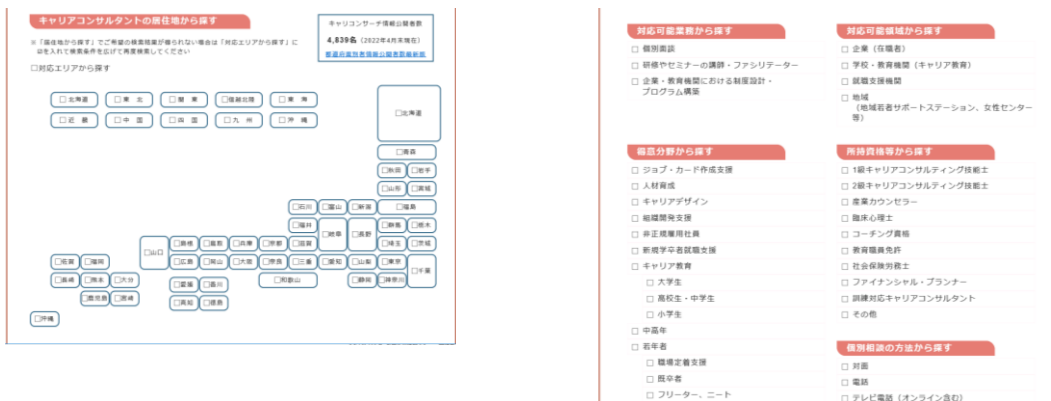 キャリアコンサルタントの居住地から探す
キャリコンサーチ情報公開者数
4,839名（2022年4月末現在）
都道府県別者情報公開者数最新版
※「居住地から探す」でご希望の検索結果が得られない場合は「対応エリアから探す」に
☑を入れて検索条件を広げて再度検索してください
□対応エリアから探す
□北海道 □東 北 □関 東 □信越北陸 □東 海
□近 畿 □中 国 □四 国 □九 州 □沖 縄
□北海道
□青森
□秋田 □岩手
□山形 □宮城
□石川 □富山 □新潟 □福島
□福井 □岐阜 □長野 □群馬 □栃木
□山口 □島根 □鳥取 □兵庫 □京都 □滋賀 □埼玉 □茨城
□佐賀 □福岡 □広島 □岡山 □大阪 □奈良 □三重 □愛知 □山梨 □東京 □千葉
□長崎 □熊本 □大分 □愛媛 □香川 □和歌山 □静岡 □神奈川
□鹿児島 □宮崎 □高知 □徳島
□沖縄
対応可能業務から探す
□ 個別面談
□ 研修やセミナーの講師・ファシリテーター
□ 企業・教育機関における制度設計・
プログラム構築
対応可能領域から探す
□ 企業（在職者）
□ 学校・教育機関（キャリア教育）
□ 就職支援機関
□ 地域
（地域若者サポートステーション、女性センター
等）
得意分野から探す
□ ジョブ・カード作成支援
□ 人材育成
□ キャリアデザイン
□ 組織開発支援
□ 非正規雇用社員
□ 新規学卒者就職支援
□ キャリア教育
□ 大学生
□ 高校生・中学生
□ 小学生
□ 中高年
□ 若年者
□ 職場定着支援
□ 既卒者
□ フリーター、ニート
所持資格等から探す
□ 1級キャリアコンサルティング技能士
□ 2級キャリアコンサルティング技能士
□ 産業カウンセラー
□ 臨床心理士
□ コーチング資格
□ 教育職員免許
□ 社会保険労務士
□ ファイナンシャル・プランナー
□ 訓練対応キャリアコンサルタント
□ その他
個別相談の方法から探す
□ 対面
□ 電話
□ テレビ電話（オンライン含む）